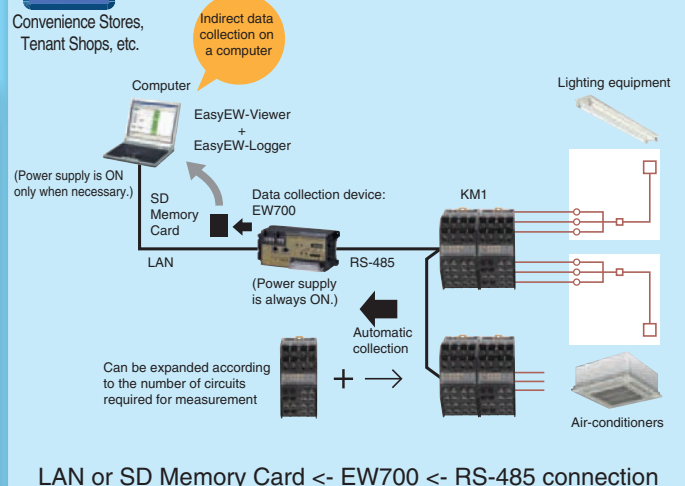 Convenience Stores,
Tenant Shops, etc.
Indirect data
collection on
a computer
Computer
EasyEW-Viewer
+
EasyEW-Logger
Lighting equipment
(Power supply is ON
only when necessary.)
SD
Memory
Card
Data collection device:
EW700
KM1
LAN
RS-485
(Power supply
is always ON.)
Automatic
collection
Can be expanded according
to the number of circuits
required for measurement
+
Air-conditioners
LAN or SD Memory Card <- EW700 <- RS-485 connection